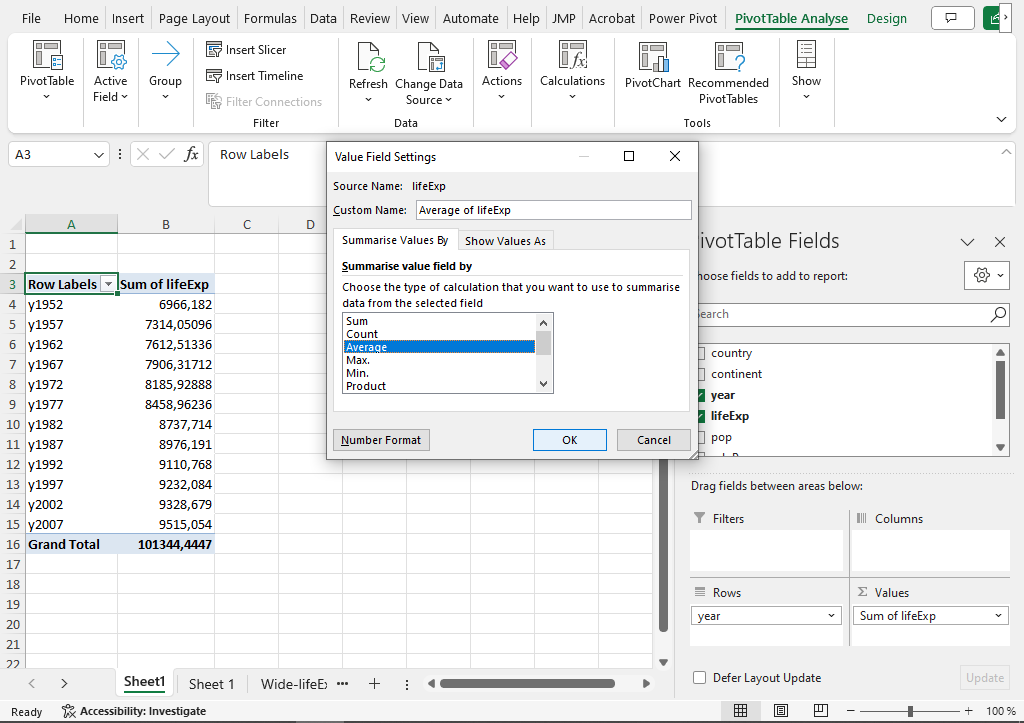 File Home Insert Page Layout Formulas Data Review View Automate Help JMP Acrobat Power Pivot PivotTable Analyse Design
PivotTable
Active Field
Group
Insert Slicer
Insert Timeline
Filter Connections
Filter
Refresh
Change Data Source
Data
Actions
Calculations
PivotChart
Recommended PivotTables
Tools
Show
A3 fx Row Labels
A B C D
1
2
3 Row Labels Sum of lifeExp
4 y1952 6966,182
5 y1957 7314,05096
6 y1962 7612,51336
7 y1967 7906,31712
8 y1972 8185,92888
9 y1977 8458,96236
10 y1982 8737,714
11 y1987 8976,191
12 y1992 9110,768
13 y1997 9232,084
14 y2002 9328,679
15 y2007 9515,054
16 Grand Total 101344,4447
17
18
19
20
21
22
Value Field Settings
Source Name: lifeExp
Custom Name: Average of lifeExp
Summarise Values By Show Values As
Summarise value field by
Choose the type of calculation that you want to use to summarise
data from the selected field
Sum
Count
Average
Max.
Min.
Product
Number Format OK Cancel
ivotTable Fields
hoose fields to add to report:
earch
country
continent
year
lifeExp
pop
Drag fields between areas below:
Filters Columns
Rows Σ Values
year Sum of lifeExp
Defer Layout Update Update
Sheet1 Sheet 1 Wide-lifeE ••• +
Ready Accessibility: Investigate − + 100 %